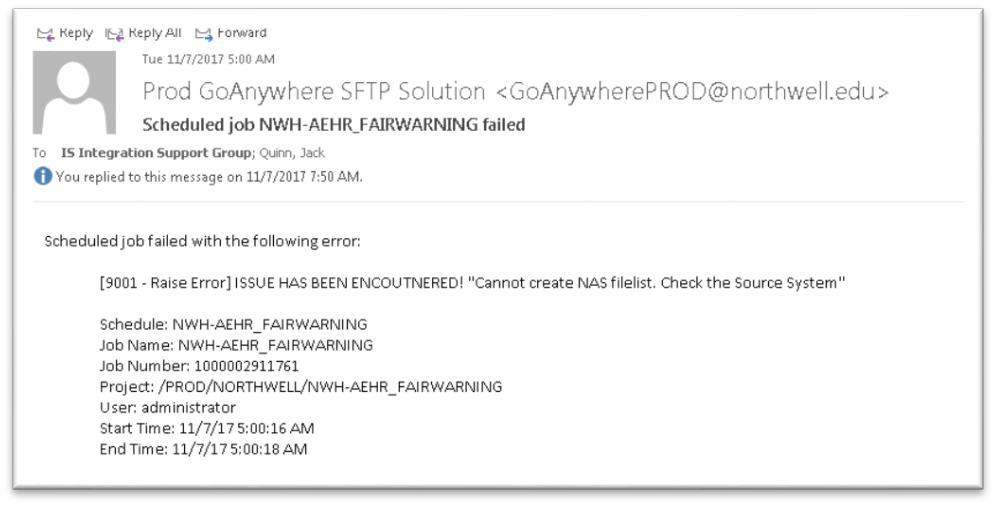 Reply Reply All Forward
Tue 11/7/2017 5:00 AM
Prod GoAnywhere SFTP Solution <GoAnywherePROD@northwell.edu>
Scheduled job NWH-AEHR_FAIRWARNING failed
To IS Integration Support Group; Quinn, Jack
You replied to this message on 11/7/2017 7:50 AM.
Scheduled job failed with the following error:
[9001 - Raise Error] ISSUE HAS BEEN ENCOUTNERED! "Cannot create NAS filelist. Check the Source System"
Schedule: NWH-AEHR_FAIRWARNING
Job Name: NWH-AEHR_FAIRWARNING
Job Number: 1000002911761
Project: /PROD/NORTHWELL/NWH-AEHR_FAIRWARNING
User: administrator
Start Time: 11/7/17 5:00:16 AM
End Time: 11/7/17 5:00:18 AM